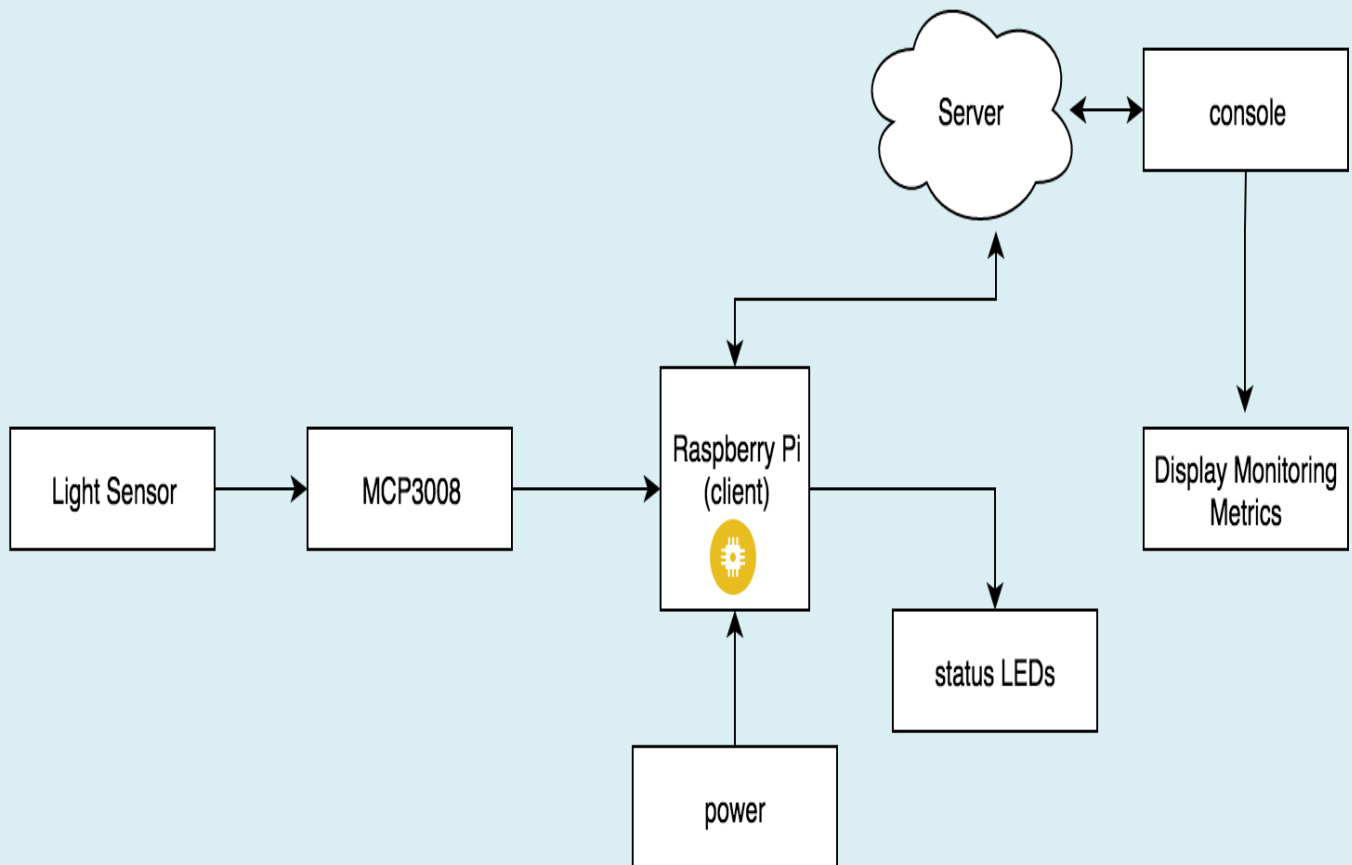 Server
console
Light Sensor
MCP3008
Raspberry Pi
(client)
Display Monitoring
Metrics
status LEDs
power